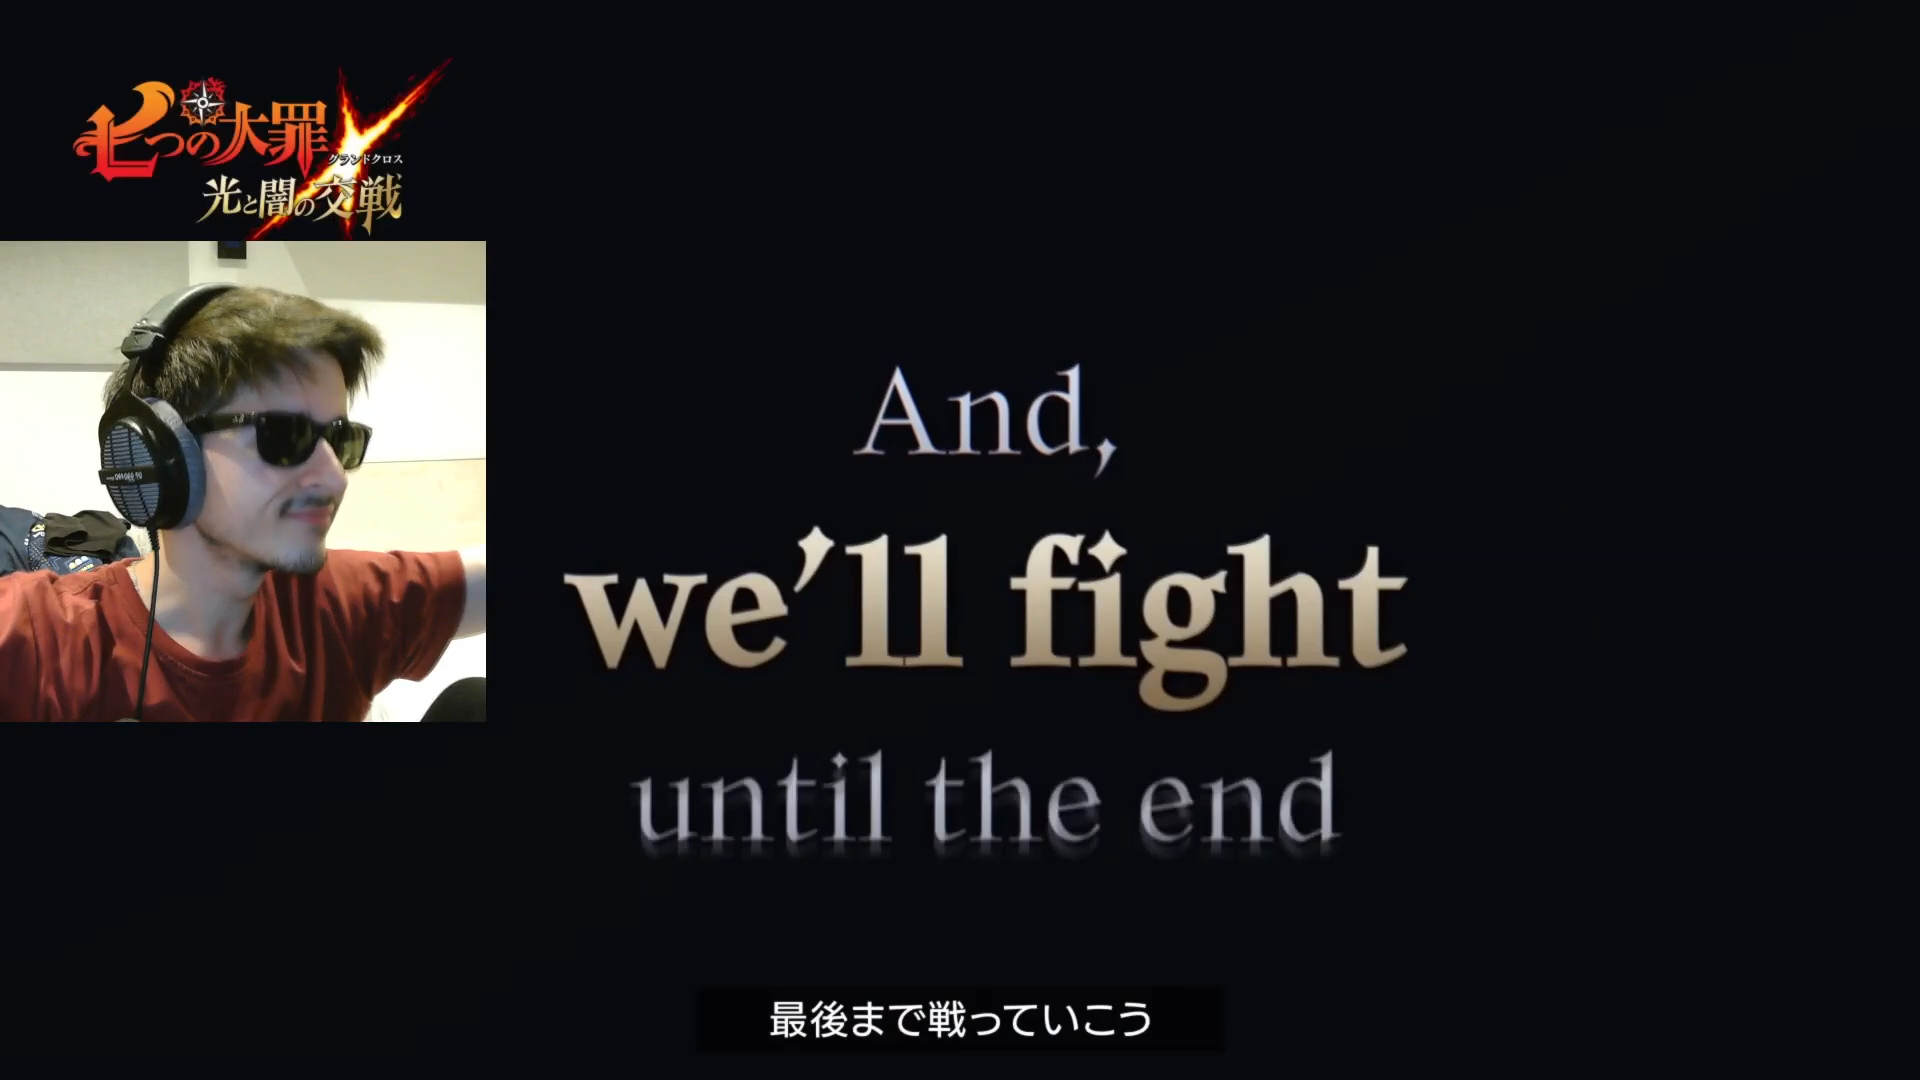 七つの大罪
グランドクロス
光と闇の交戦
And,
we'll fight
until the end
最後まで戦っていこう